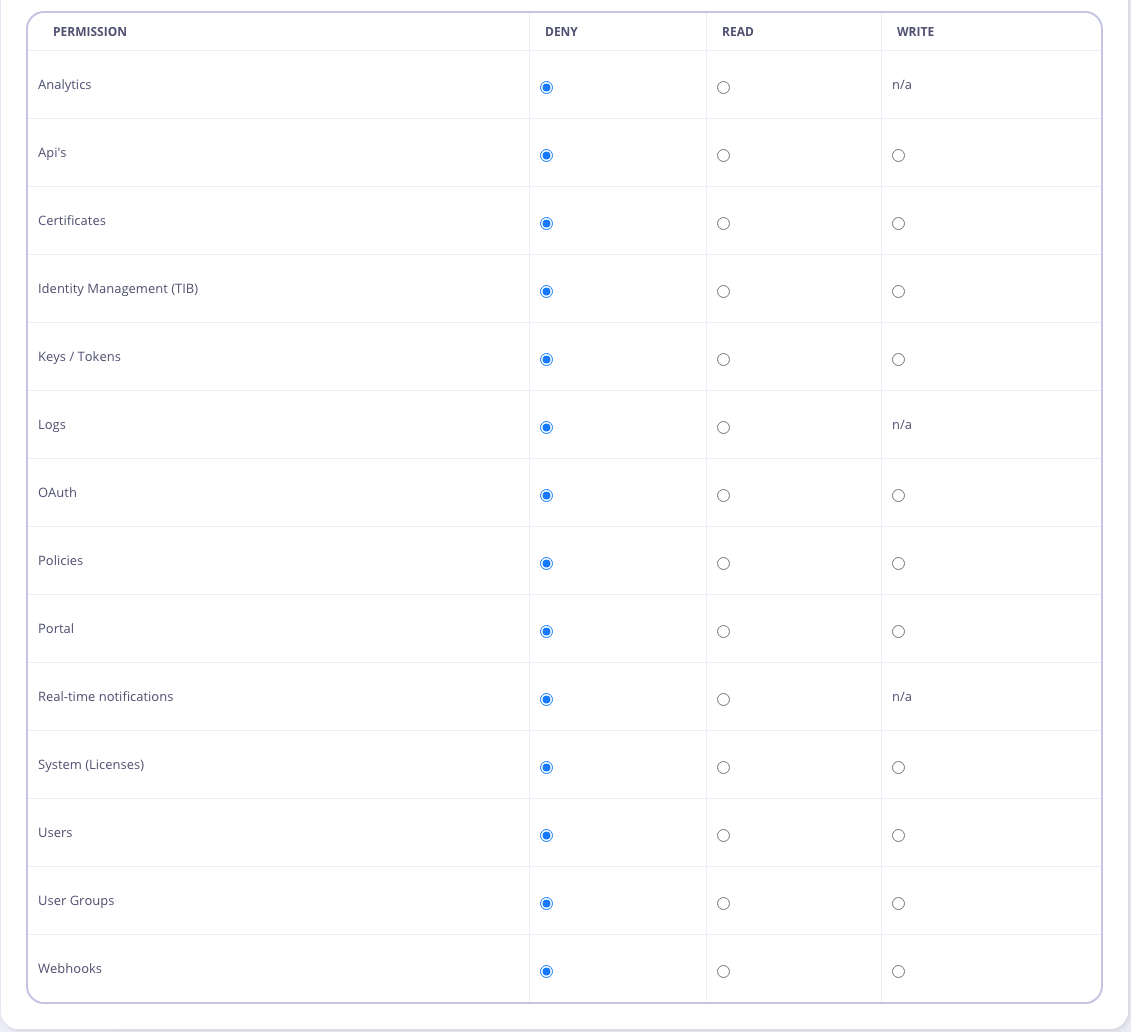 PERMISSION DENY READ WRITE
Analytics n/a
Api's
Certificates
Identity Management (TIB)
Keys / Tokens
Logs n/a
OAuth
Policies
Portal
Real-time notifications n/a
System (Licenses)
Users
User Groups
Webhooks